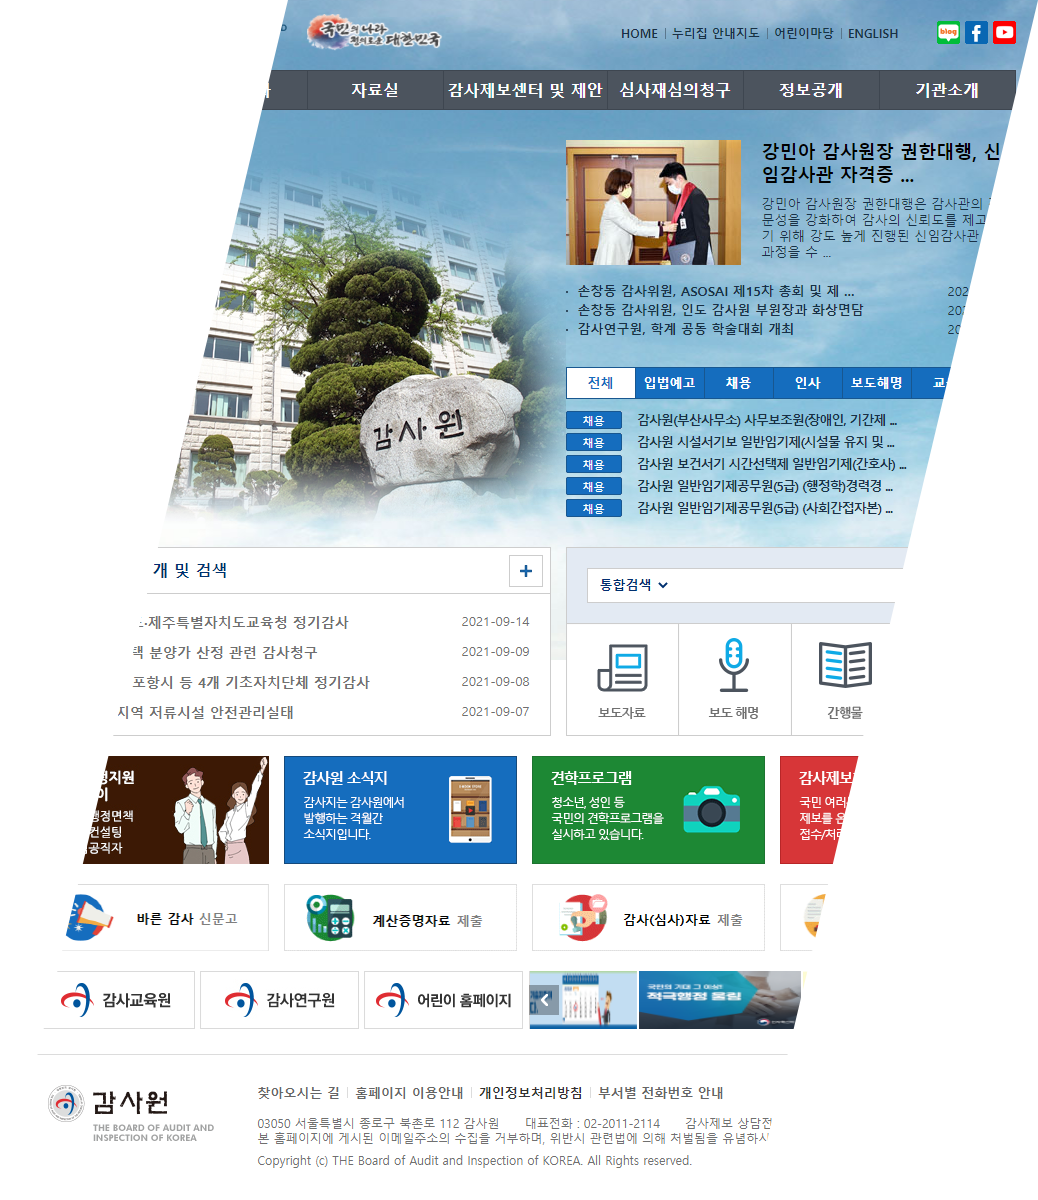 국민의 나라
정의로운 대한민국
HOME 누리집 안내지도 어린이마당 ENGLISH
blog
자료실 감사제보센터 및 제안 심사재심의청구 정보공개 기관소개
강민아 감사원장 권한대행, 신
임감사관 자격증 ...
강민아 감사원장 권한대행은 감사관의
문성을 강화하여 감사의 신뢰도를 제고
기 위해 강도 높게 진행된 신임감사관
과정을 수 ...
· 손창동 감사위원, ASOSAI 제15차 총회 및 제 ...
· 손창동 감사위원, 인도 감사원 부원장과 화상면담
· 감사연구원, 학계 공동 학술대회 개최
감사원
전체 입법예고 채용 인사 보도해명
채용 감사원(부산사무소) 사무보조원(장애인, 기간제 ...
채용 감사원 시설서기보 일반임기제(시설물 유지 및 ...
채용 감사원 보건서기 시간선택제 일반임기제(간호사) ...
채용 감사원 일반임기제공무원(5급) (행정학)경력경 ...
채용 감사원 일반임기제공무원(5급) (사회간접자본) ...
개 및 검색 +
통합검색
·제주특별자치도교육청 정기감사 2021-09-14
분양가 산정 관련 감사청구 2021-09-09
포항시 등 4개 기초자치단체 정기감사 2021-09-08
지역 저류시설 안전관리실태 2021-09-07
보도자료 보도 해명 간행물
정지원
이
행정면책
컨설팅
공직자
감사원 소식지
감사지는 감사원에서
발행하는 격월간
소식지입니다.
견학프로그램
청소년, 성인 등
국민의 견학프로그램을
실시하고 있습니다.
감사제보
국민 여러
제보를 온
접수/처리
바른 감사 신문고
계산증명자료 제출
감사(심사)자료 제출
감사교육원
감사연구원
어린이 홈페이지
국민의 기대 그 이상!
적극행정 울림
감사원
THE BOARD OF AUDIT AND
INSPECTION OF KOREA
찾아오시는 길 홈페이지 이용안내 개인정보처리방침 부서별 전화번호 안내
03050 서울특별시 종로구 북촌로 112 감사원 대표전화 : 02-2011-2114 감사제보 상담전
본 홈페이지에 게시된 이메일주소의 수집을 거부하며, 위반시 관련법에 의해 처벌됨을 유념하시
Copyright (c) THE Board of Audit and Inspection of KOREA. All Rights reserved.